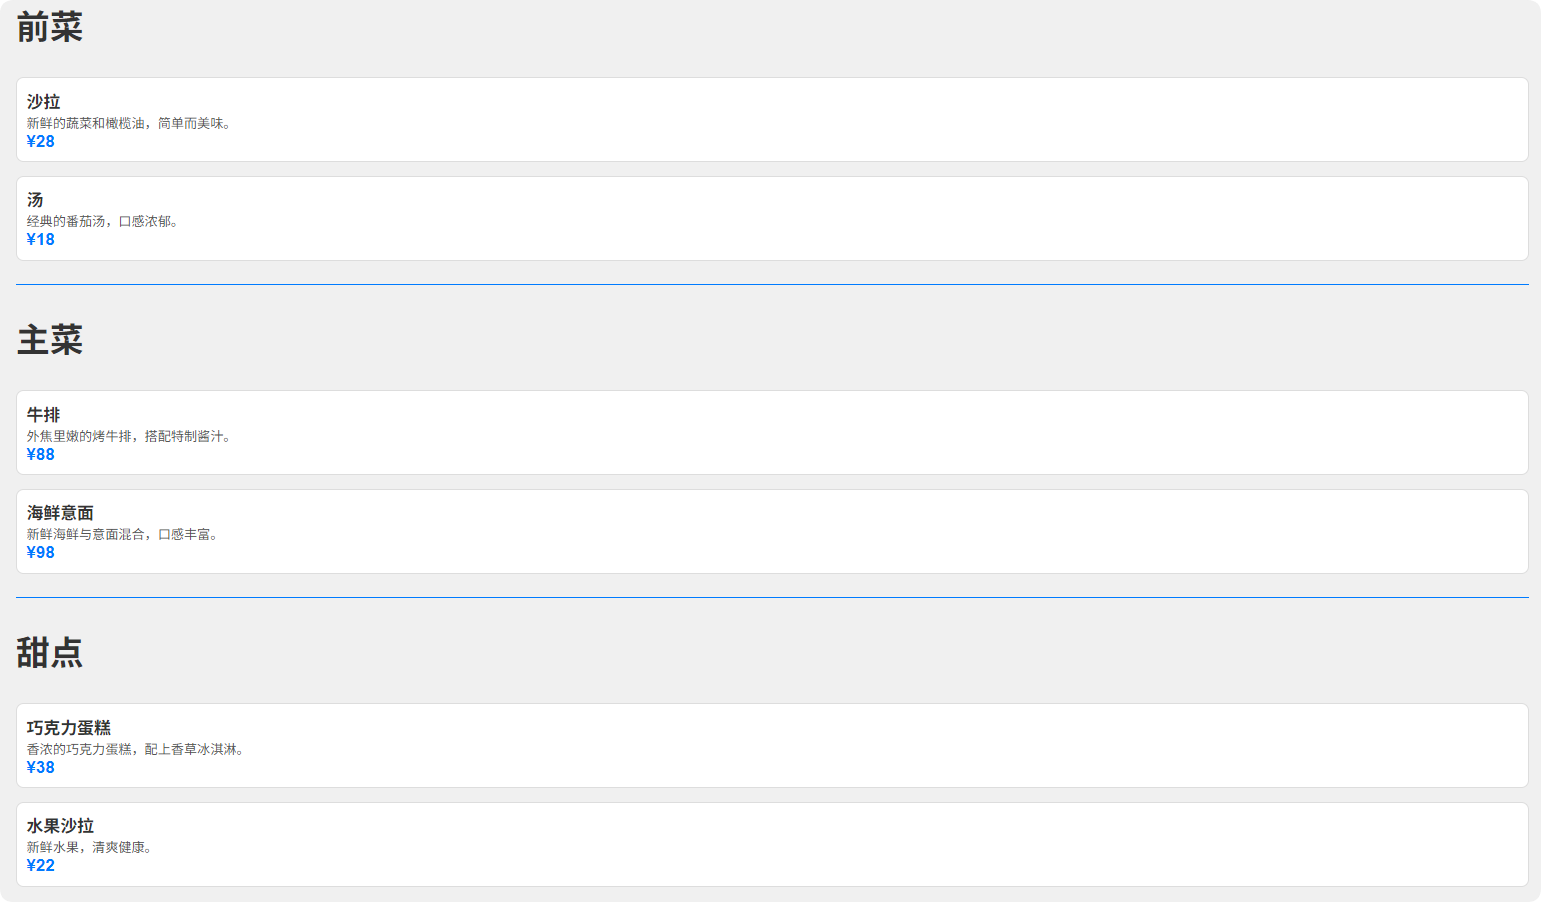 前菜
沙拉
新鲜的蔬菜和橄榄油，简单而美味。
¥28
汤
经典的番茄汤，口感浓郁。
¥18
主菜
牛排
外焦里嫩的烤牛排，搭配特制酱汁。
¥88
海鲜意面
新鲜海鲜与意面混合，口感丰富。
¥98
甜点
巧克力蛋糕
香浓的巧克力蛋糕，配上香草冰淇淋。
¥38
水果沙拉
新鲜水果，清爽健康。
¥22